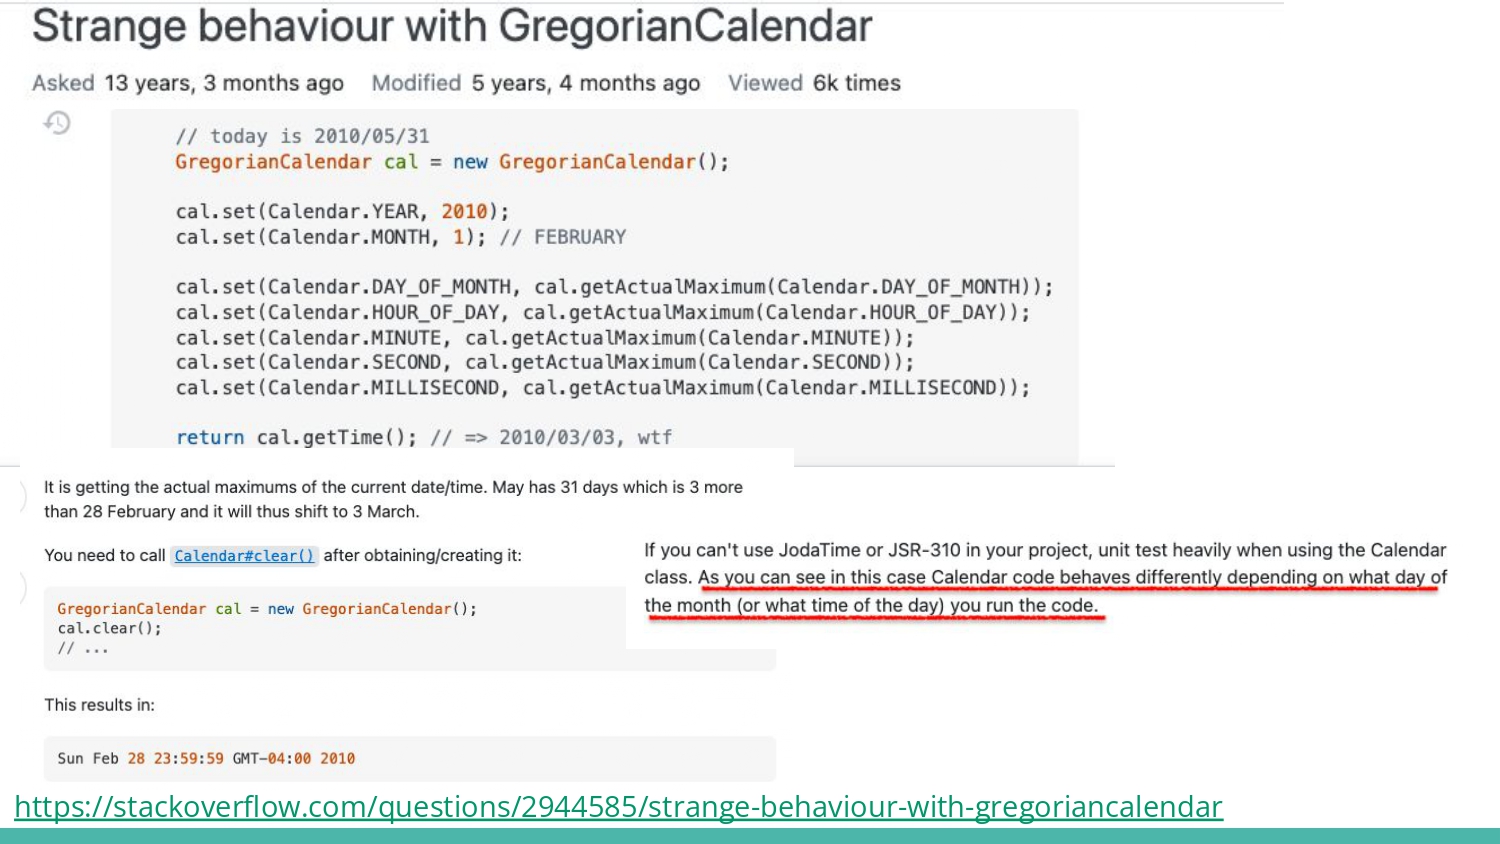 Strange behaviour with GregorianCalendar
Asked 13 years, 3 months ago Modified 5 years, 4 months ago Viewed 6k times
// today is 2010/05/31
GregorianCalendar cal = new GregorianCalendar();
cal.set(Calendar.YEAR, 2010);
cal.set(Calendar.MONTH, 1); // FEBRUARY
cal.set(Calendar.DAY_OF_MONTH, cal.getActualMaximum(Calendar.DAY_OF_MONTH));
cal.set(Calendar.HOUR_OF_DAY, cal.getActualMaximum(Calendar.HOUR_OF_DAY));
cal.set(Calendar.MINUTE, cal.getActualMaximum(Calendar.MINUTE));
cal.set(Calendar.SECOND, cal.getActualMaximum(Calendar.SECOND));
cal.set(Calendar.MILLISECOND, cal.getActualMaximum(Calendar.MILLISECOND));
return cal.getTime(); // => 2010/03/03, wtf
It is getting the actual maximums of the current date/time. May has 31 days which is 3 more
than 28 February and it will thus shift to 3 March.
You need to call Calendar#clear() after obtaining/creating it:
GregorianCalendar cal = new GregorianCalendar();
cal.clear();
// ...
This results in:
Sun Feb 28 23:59:59 GMT-04:00 2010
If you can't use JodaTime or JSR-310 in your project, unit test heavily when using the Calendar
class. As you can see in this case Calendar code behaves differently depending on what day of
the month (or what time of the day) you run the code.
https://stackoverflow.com/questions/2944585/strange-behaviour-with-gregoriancalendar